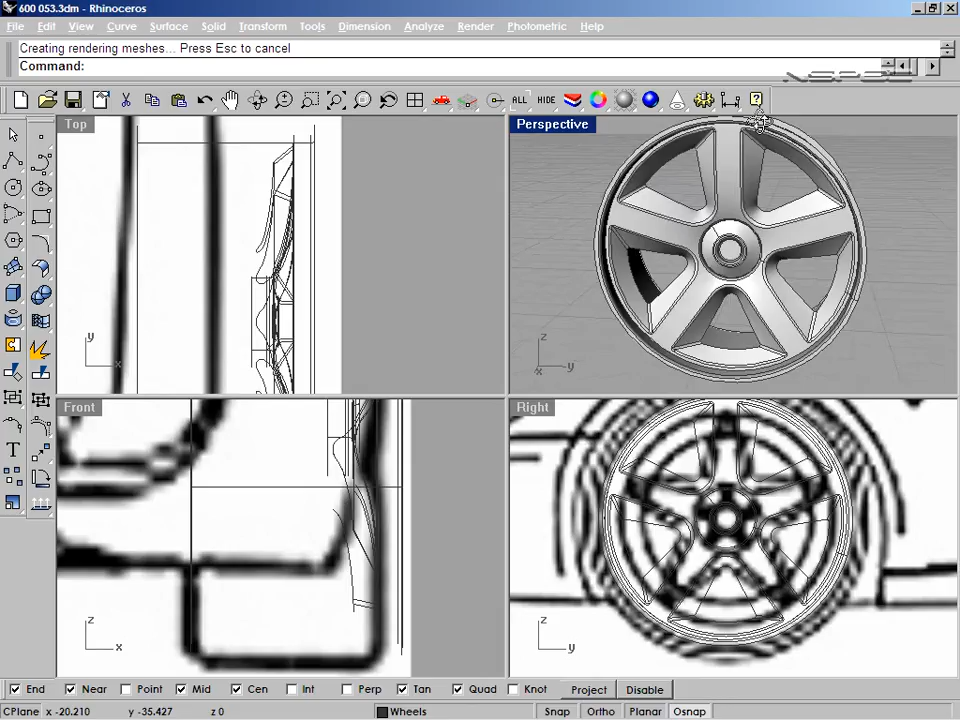 600 053.3dm - Rhinoceros
File Edit View Curve Surface Solid Transform Tools Dimension Analyze Render Photometric Help
Creating rendering meshes... Press Esc to cancel
Command:
ALL HIDE
Top
Perspective
y
x
z
x y
Front
Right
z
x
z
y
End Near Point Mid Cen Int Perp Tan Quad Knot Project Disable
CPlane x -20.210 y -35.427 z 0 Wheels Snap Ortho Planar Osnap